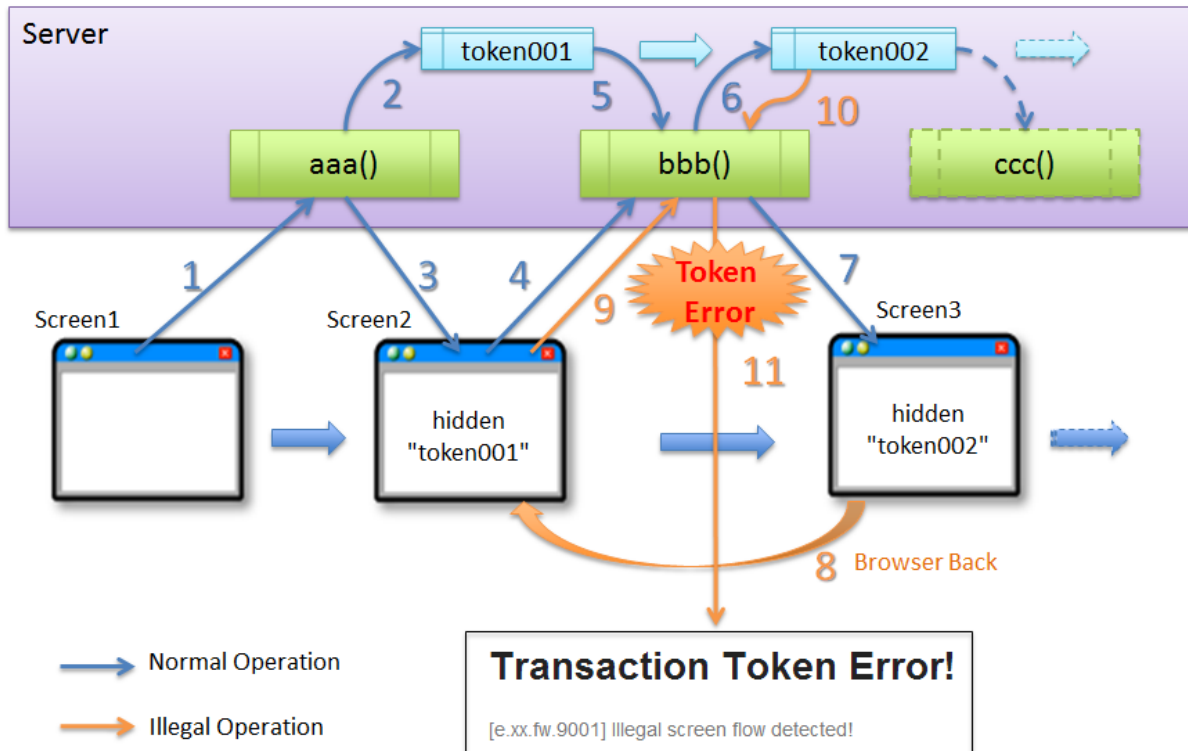 Server
token001
token002
2
5
6
10
aaa()
bbb()
ccc()
1
3
4
9
7
Token
Error
Screen1
Screen2
Screen3
11
hidden
"token001"
hidden
"token002"
8
Browser Back
Normal Operation
Illegal Operation
Transaction Token Error!
[e.xx.fw.9001] Illegal screen flow detected!